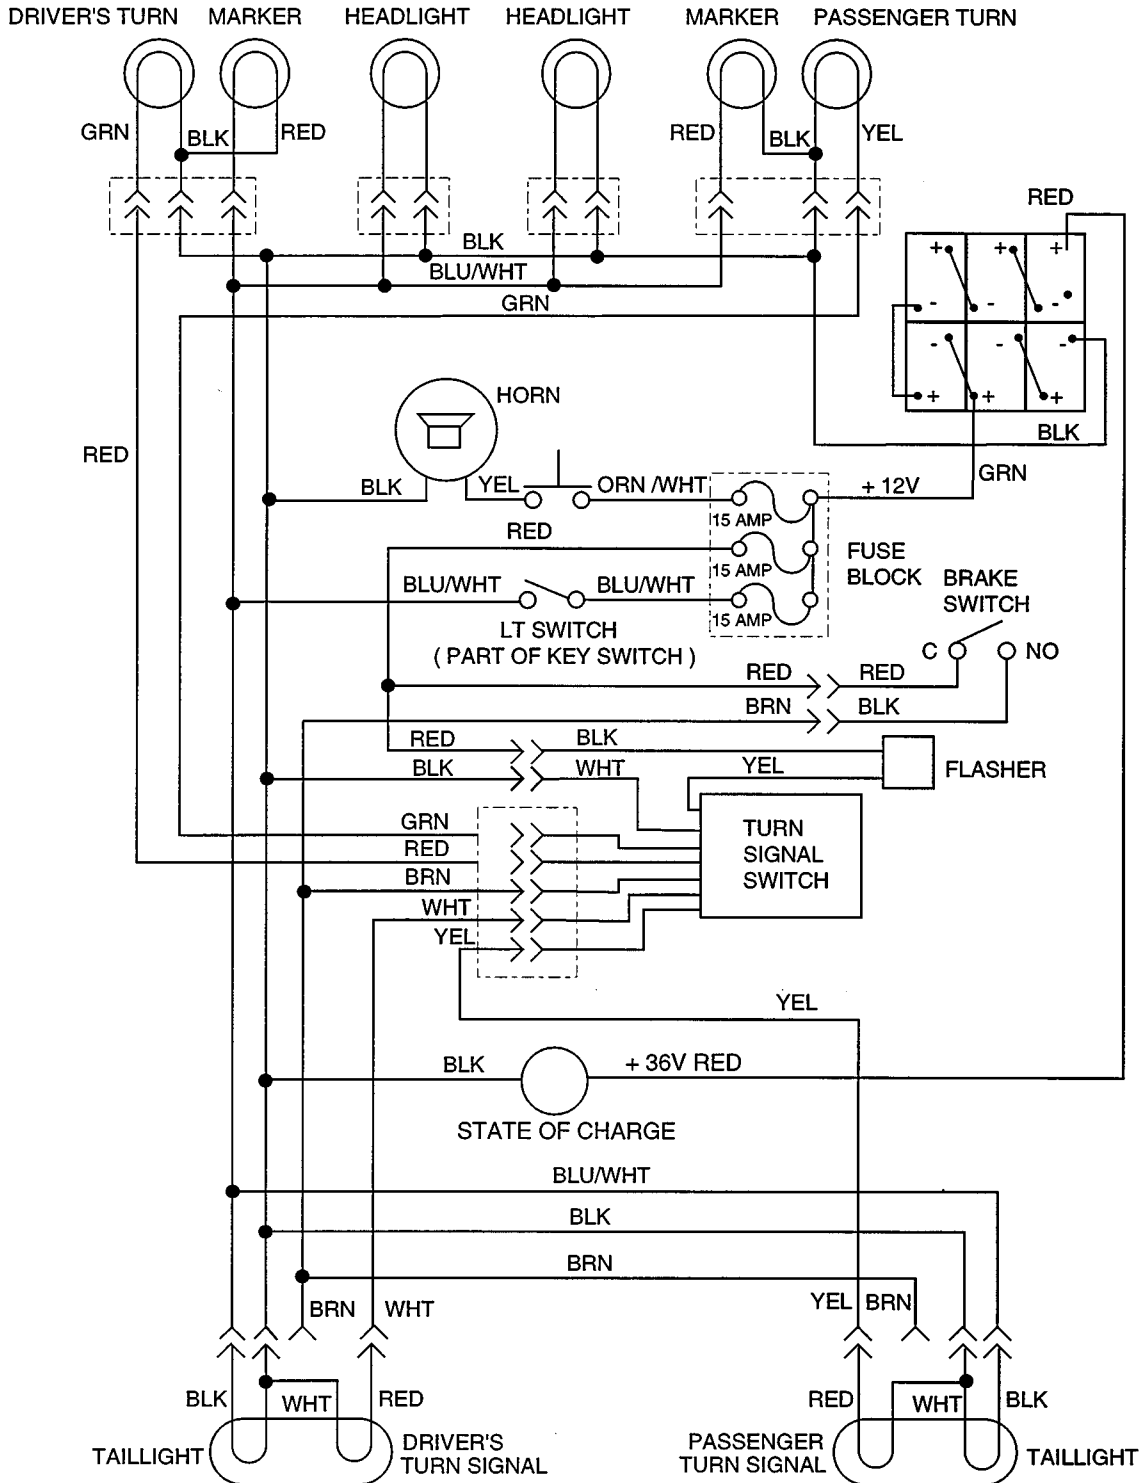 DRIVER'S TURN MARKER HEADLIGHT HEADLIGHT MARKER PASSENGER TURN
GRN BLK RED RED BLK YEL
RED
BLK
BLU/WHT
GRN
+ + +
- - -
- - -
+ + +
HORN
RED
BLK
GRN
BLK YEL ORN /WHT + 12V
15 AMP
RED
15 AMP
FUSE
BLOCK
BLU/WHT BLU/WHT
15 AMP
BRAKE
SWITCH
LT SWITCH
( PART OF KEY SWITCH )
C NO
RED RED
BRN BLK
RED BLK
BLK WHT YEL
FLASHER
GRN
RED
BRN
WHT
YEL
TURN
SIGNAL
SWITCH
YEL
BLK + 36V RED
STATE OF CHARGE
BLU/WHT
BLK
BRN
BRN WHT YEL BRN
BLK WHT RED RED WHT BLK
TAILLIGHT
DRIVER'S
TURN SIGNAL
PASSENGER
TURN SIGNAL
TAILLIGHT